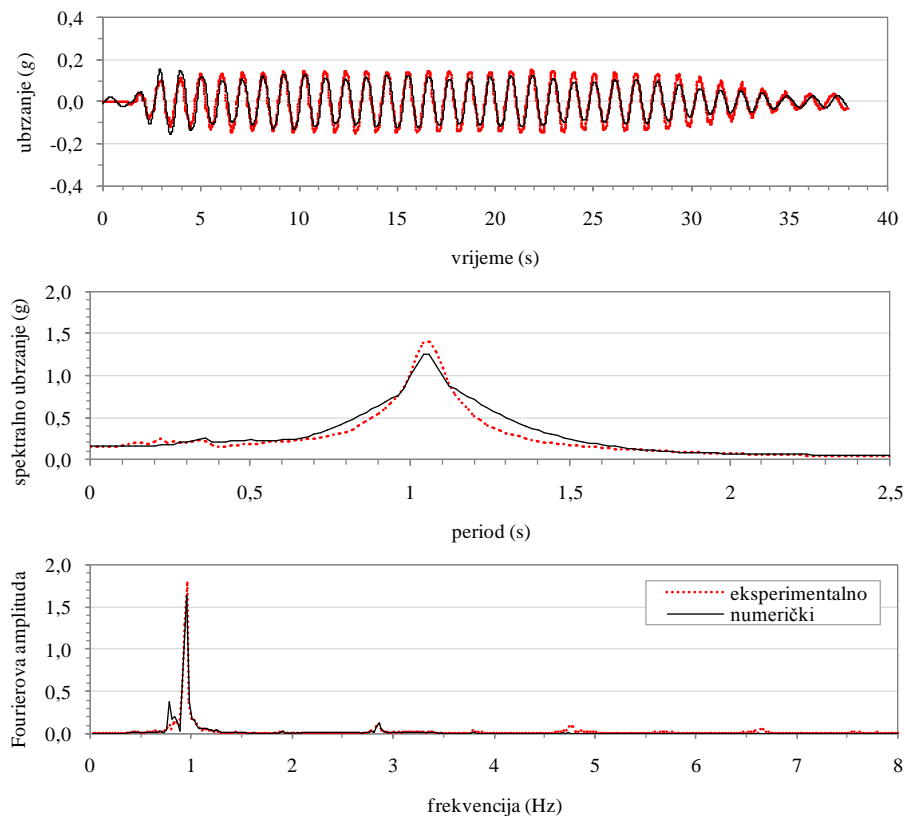 0,4
0,2
0,0
-0,2
-0,4
ubrzanje (g)
0 5 10 15 20 25 30 35 40
vrijeme (s)
2,0
1,5
1,0
0,5
0,0
spektralno ubrzanje (g)
0 0,5 1 1,5 2 2,5
period (s)
2,0
1,5
1,0
0,5
0,0
Fourierova amplituda
eksperimentalno
numerički
0 1 2 3 4 5 6 7 8
frekvencija (Hz)